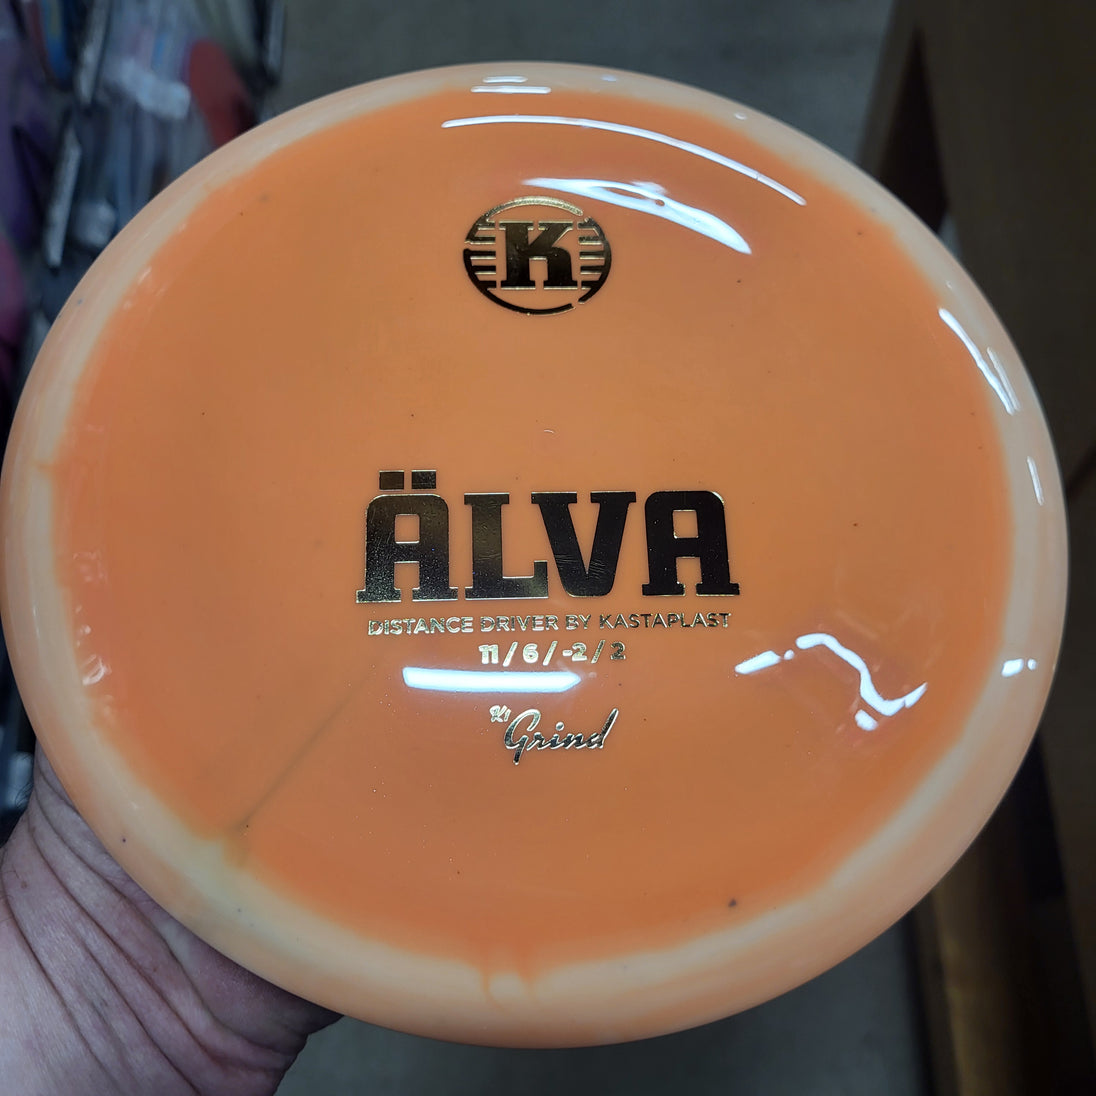 K
ÄLVA
DISTANCE DRIVER BY KASTAPLAST
11 / 6 / -2 / 2
K1
Grind